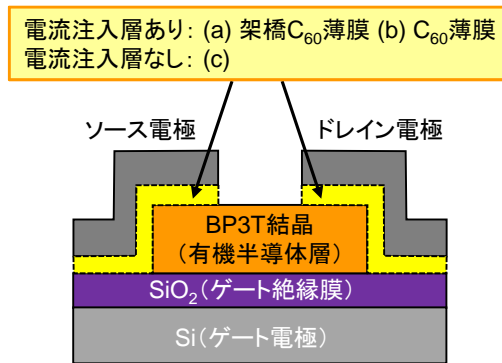 電流注入層あり: (a) 架橋C₆₀薄膜 (b) C₆₀薄膜
電流注入層なし: (c)
ソース電極
ドレイン電極
BP3T結晶
(有機半導体層)
SiO₂(ゲート絶縁膜)
Si(ゲート電極)